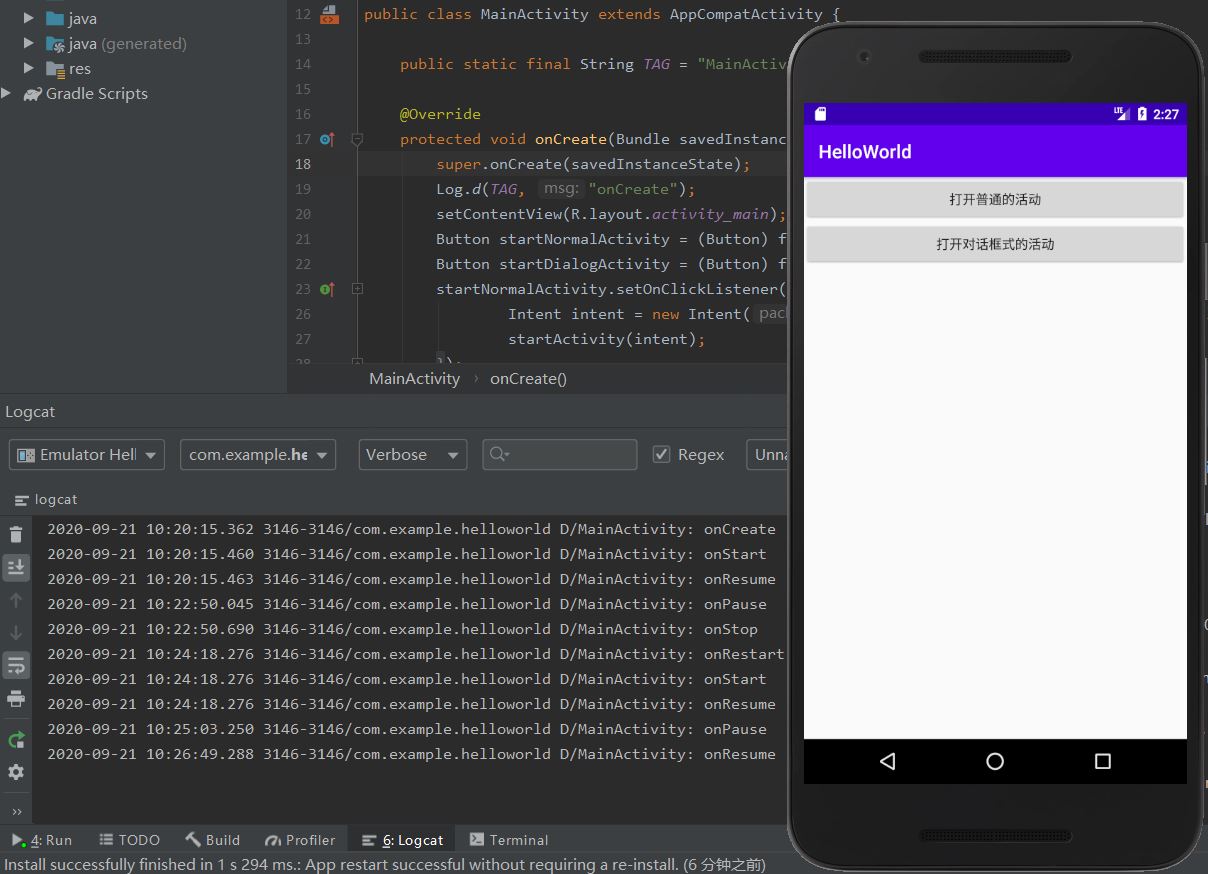 java
java (generated)
res
Gradle Scripts
12 public class MainActivity extends AppCompatActivity {
13
14 public static final String TAG = "MainActiv
15
16 @Override
17 protected void onCreate(Bundle savedInstanc
18 super.onCreate(savedInstanceState);
19 Log.d(TAG, msg: "onCreate");
20 setContentView(R.layout.activity_main);
21 Button startNormalActivity = (Button) f
22 Button startDialogActivity = (Button) f
23 startNormalActivity.setOnClickListener(
26 Intent intent = new Intent( pac
27 startActivity(intent);
28 });
MainActivity › onCreate()
LTE 2:27
HelloWorld
打开普通的活动
打开对话框式的活动
Logcat
Emulator Hell com.example.he Verbose Regex Unna
logcat
2020-09-21 10:20:15.362 3146-3146/com.example.helloworld D/MainActivity: onCreate
2020-09-21 10:20:15.460 3146-3146/com.example.helloworld D/MainActivity: onStart
2020-09-21 10:20:15.463 3146-3146/com.example.helloworld D/MainActivity: onResume
2020-09-21 10:22:50.045 3146-3146/com.example.helloworld D/MainActivity: onPause
2020-09-21 10:22:50.690 3146-3146/com.example.helloworld D/MainActivity: onStop
2020-09-21 10:24:18.276 3146-3146/com.example.helloworld D/MainActivity: onRestart
2020-09-21 10:24:18.276 3146-3146/com.example.helloworld D/MainActivity: onStart
2020-09-21 10:24:18.276 3146-3146/com.example.helloworld D/MainActivity: onResume
2020-09-21 10:25:03.250 3146-3146/com.example.helloworld D/MainActivity: onPause
2020-09-21 10:26:49.288 3146-3146/com.example.helloworld D/MainActivity: onResume
4: Run TODO Build Profiler 6: Logcat Terminal
Install successfully finished in 1 s 294 ms.: App restart successful without requiring a re-install. (6 分钟之前)